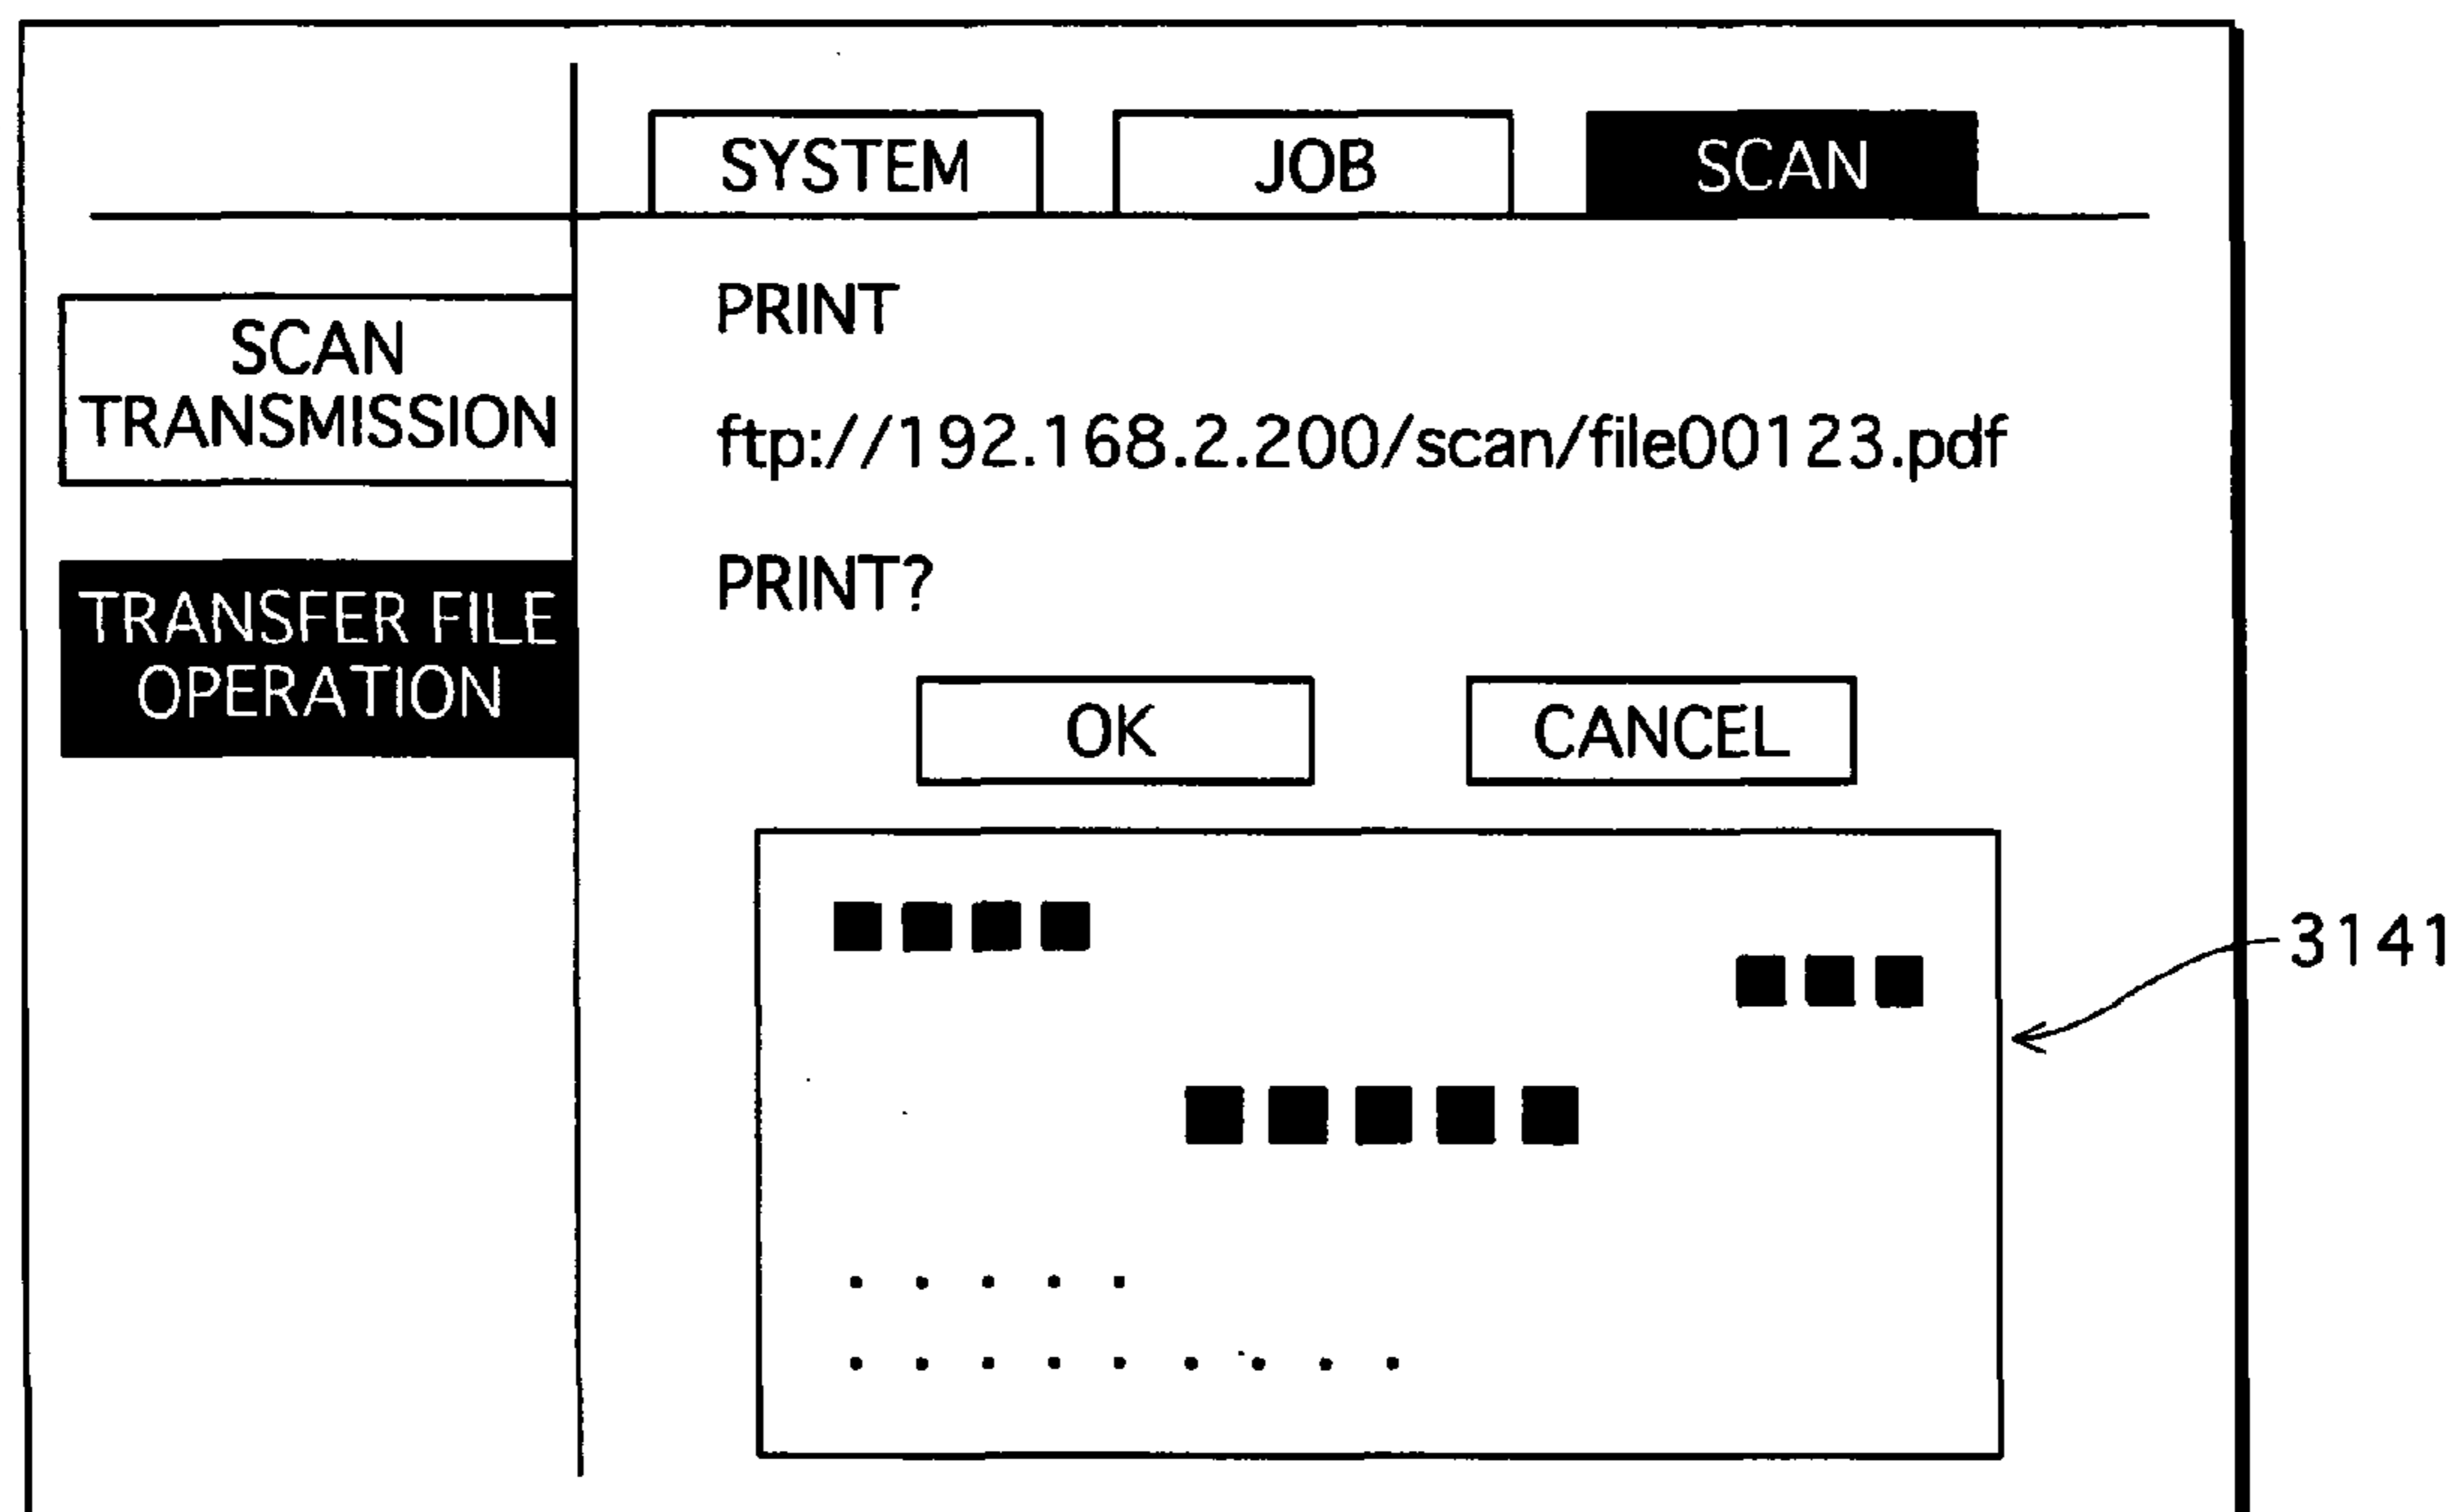 SYSTEM JOB SCAN
SCAN
TRANSMISSION
TRANSFER FILE
OPERATION
PRINT
ftp://192.168.2.200/scan/file00123.pdf
PRINT?
OK CANCEL
3141